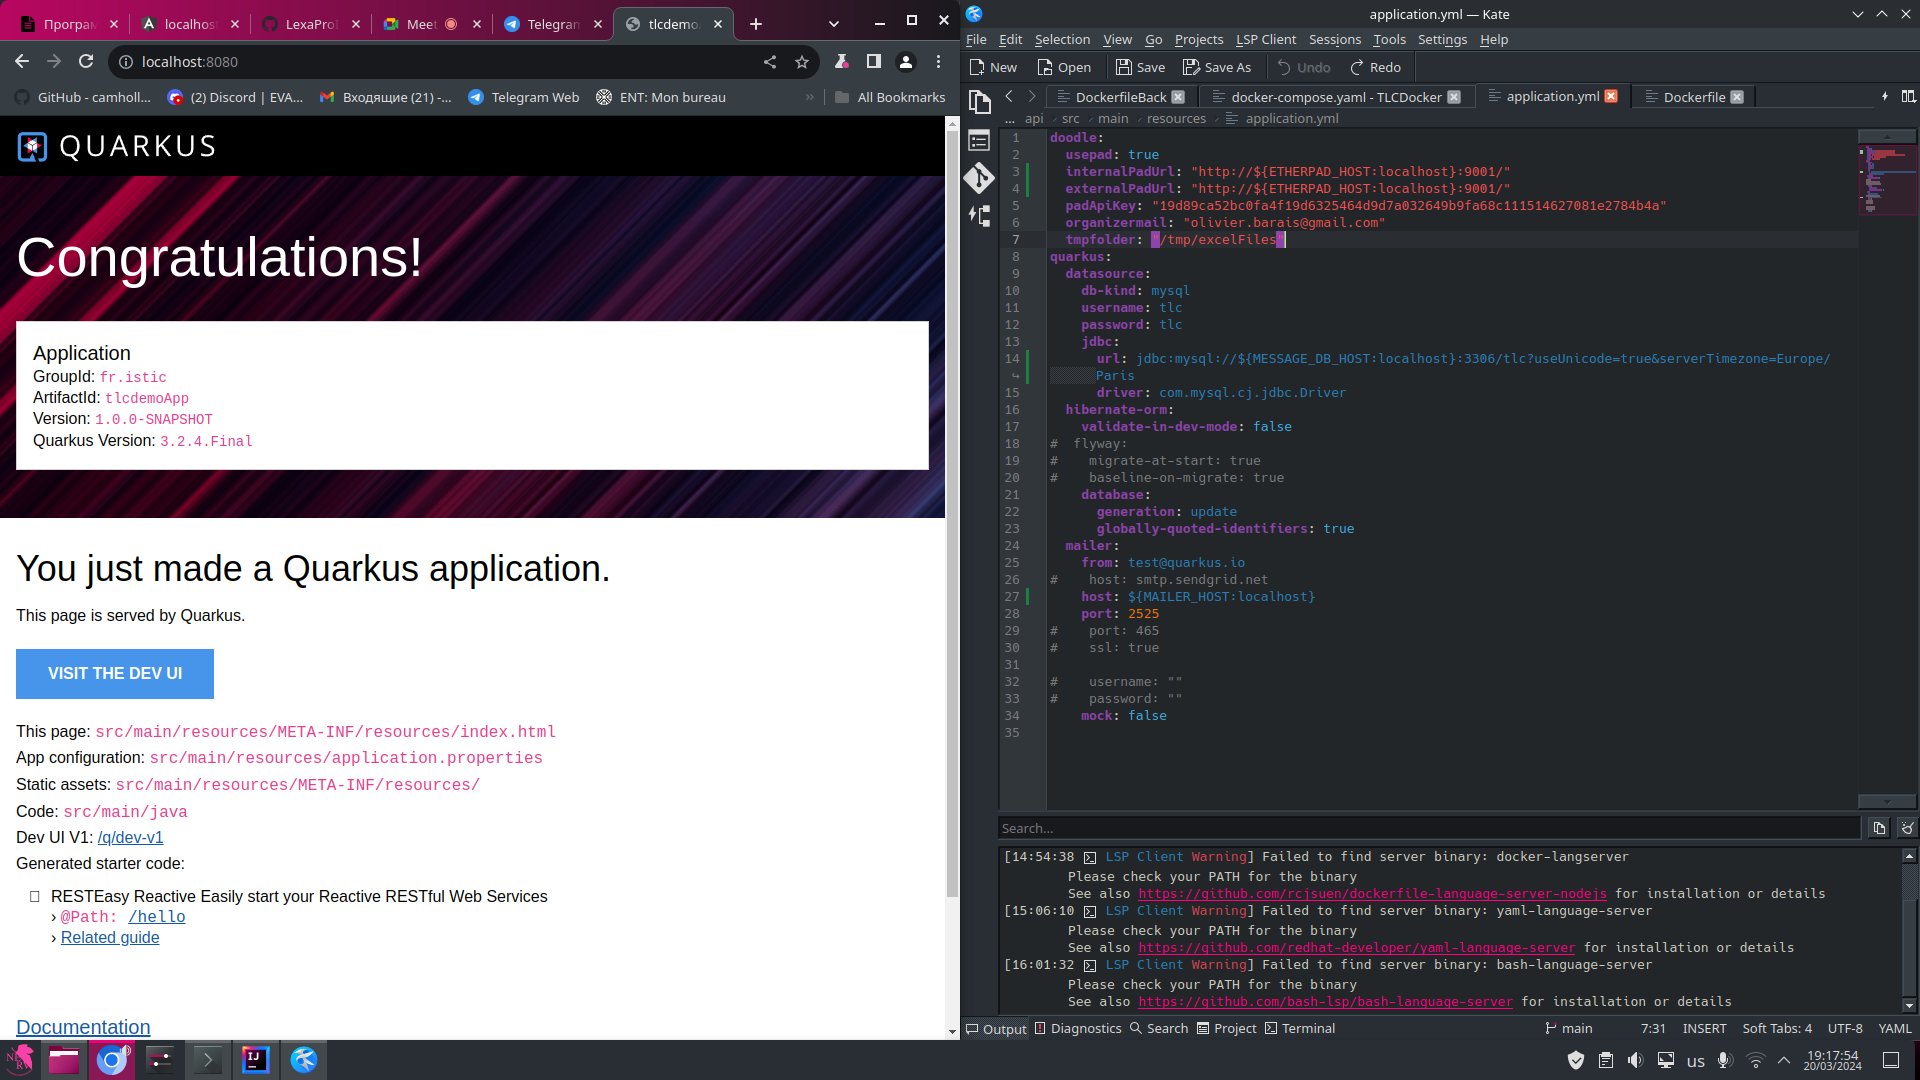 Програм
localhos
LexaProI
Meet
Telegram
tlcdemo
localhost:8080
GitHub - camholl...
(2) Discord | EVA...
Входящие (21) -...
Telegram Web
ENT: Mon bureau
»
All Bookmarks
QUARKUS
Congratulations!
Application
GroupId: fr.istic
ArtifactId: tlcdemoApp
Version: 1.0.0-SNAPSHOT
Quarkus Version: 3.2.4.Final
You just made a Quarkus application.
This page is served by Quarkus.
VISIT THE DEV UI
This page: src/main/resources/META-INF/resources/index.html
App configuration: src/main/resources/application.properties
Static assets: src/main/resources/META-INF/resources/
Code: src/main/java
Dev UI V1: /q/dev-v1
Generated starter code:
RESTEasy Reactive Easily start your Reactive RESTful Web Services
› @Path: /hello
› Related guide
Documentation
application.yml — Kate
File Edit Selection View Go Projects LSP Client Sessions Tools Settings Help
New Open Save Save As Undo Redo
DockerfileBack
docker-compose.yaml - TLCDocker
application.yml
Dockerfile
... api src main resources application.yml
1 doodle:
2 usepad: true
3 internalPadUrl: "http://${ETHERPAD_HOST:localhost}:9001/"
4 externalPadUrl: "http://${ETHERPAD_HOST:localhost}:9001/"
5 padApiKey: "19d89ca52bc0fa4f19d6325464d9d7a032649b9fa68c111514627081e2784b4a"
6 organizermail: "olivier.barais@gmail.com"
7 tmpfolder: "/tmp/excelFiles"
8 quarkus:
9 datasource:
10 db-kind: mysql
11 username: tlc
12 password: tlc
13 jdbc:
14 url: jdbc:mysql://${MESSAGE_DB_HOST:localhost}:3306/tlc?useUnicode=true&serverTimezone=Europe/
Paris
15 driver: com.mysql.cj.jdbc.Driver
16 hibernate-orm:
17 validate-in-dev-mode: false
18 # flyway:
19 # migrate-at-start: true
20 # baseline-on-migrate: true
21 database:
22 generation: update
23 globally-quoted-identifiers: true
24 mailer:
25 from: test@quarkus.io
26 # host: smtp.sendgrid.net
27 host: ${MAILER_HOST:localhost}
28 port: 2525
29 # port: 465
30 # ssl: true
31
32 # username: ""
33 # password: ""
34 mock: false
35
Search...
[14:54:38 LSP Client Warning] Failed to find server binary: docker-langserver
Please check your PATH for the binary
See also https://github.com/rcjsuen/dockerfile-language-server-nodejs for installation or details
[15:06:10 LSP Client Warning] Failed to find server binary: yaml-language-server
Please check your PATH for the binary
See also https://github.com/redhat-developer/yaml-language-server for installation or details
[16:01:32 LSP Client Warning] Failed to find server binary: bash-language-server
Please check your PATH for the binary
See also https://github.com/bash-lsp/bash-language-server for installation or details
Output Diagnostics Search Project Terminal main 7:31 INSERT Soft Tabs: 4 UTF-8 YAML
IJ
us
19:17:54
20/03/2024